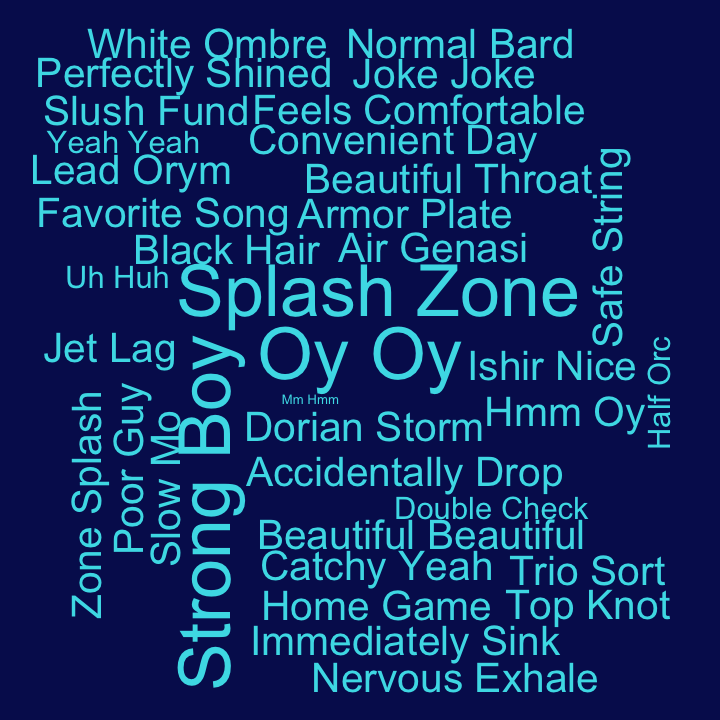 White Ombre
Normal Bard
Perfectly Shined
Joke Joke
Slush Fund
Feels Comfortable
Yeah Yeah
Convenient Day
Lead Orym
Beautiful Throat
Safe String
Favorite Song
Armor Plate
Black Hair
Air Genasi
Uh Huh
Splash Zone
Jet Lag
Oy Oy
Ishir Nice
Half Orc
Strong Boy
Mm Hmm
Zone Splash
Poor Guy
Slow Mo
Dorian Storm
Hmm Oy
Accidentally Drop
Double Check
Beautiful Beautiful
Catchy Yeah
Trio Sort
Home Game
Top Knot
Immediately Sink
Nervous Exhale